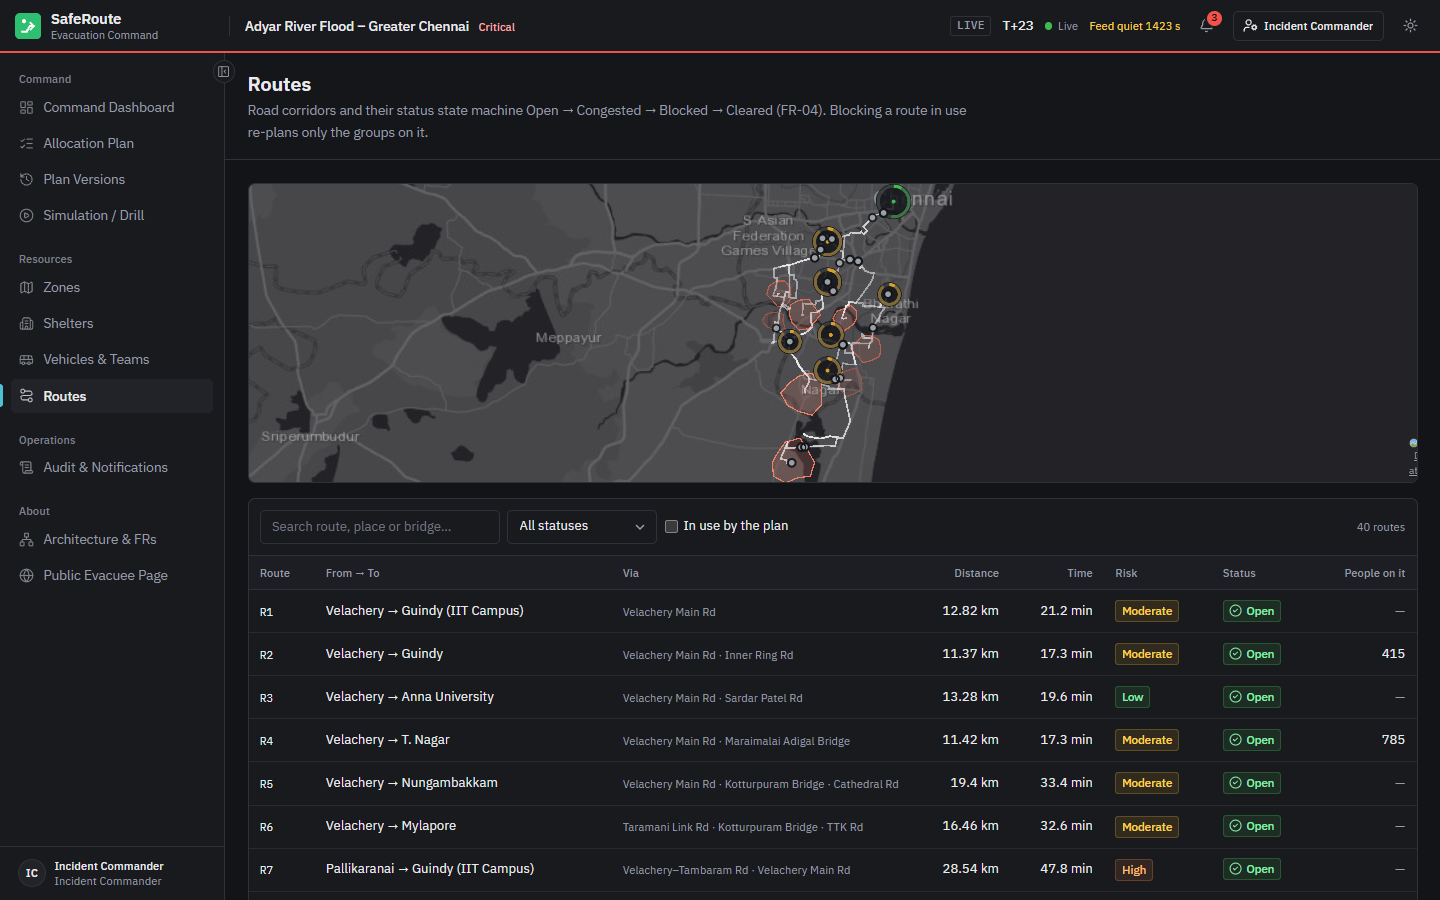 SafeRoute
Evacuation Command
Adyar River Flood – Greater Chennai Critical
LIVE T+23 Live Feed quiet 1423 s 3 Incident Commander
Command
Command Dashboard
Allocation Plan
Plan Versions
Simulation / Drill
Resources
Zones
Shelters
Vehicles & Teams
Routes
Operations
Audit & Notifications
About
Architecture & FRs
Public Evacuee Page
IC Incident Commander
Incident Commander
Routes
Road corridors and their status state machine Open → Congested → Blocked → Cleared (FR-04). Blocking a route in use
re-plans only the groups on it.
S Asian
Federation
Games Village
Meppayur
Sriperumbudur
Nagar
Search route, place or bridge...
All statuses
In use by the plan
40 routes
Route From → To Via Distance Time Risk Status People on it
R1 Velachery → Guindy (IIT Campus) Velachery Main Rd 12.82 km 21.2 min Moderate Open —
R2 Velachery → Guindy Velachery Main Rd · Inner Ring Rd 11.37 km 17.3 min Moderate Open 415
R3 Velachery → Anna University Velachery Main Rd · Sardar Patel Rd 13.28 km 19.6 min Low Open —
R4 Velachery → T. Nagar Velachery Main Rd · Maraimalai Adigal Bridge 11.42 km 17.3 min Moderate Open 785
R5 Velachery → Nungambakkam Velachery Main Rd · Kotturpuram Bridge · Cathedral Rd 19.4 km 33.4 min Moderate Open —
R6 Velachery → Mylapore Taramani Link Rd · Kotturpuram Bridge · TTK Rd 16.46 km 32.6 min Moderate Open —
R7 Pallikaranai → Guindy (IIT Campus) Velachery–Tambaram Rd · Velachery Main Rd 28.54 km 47.8 min High Open —